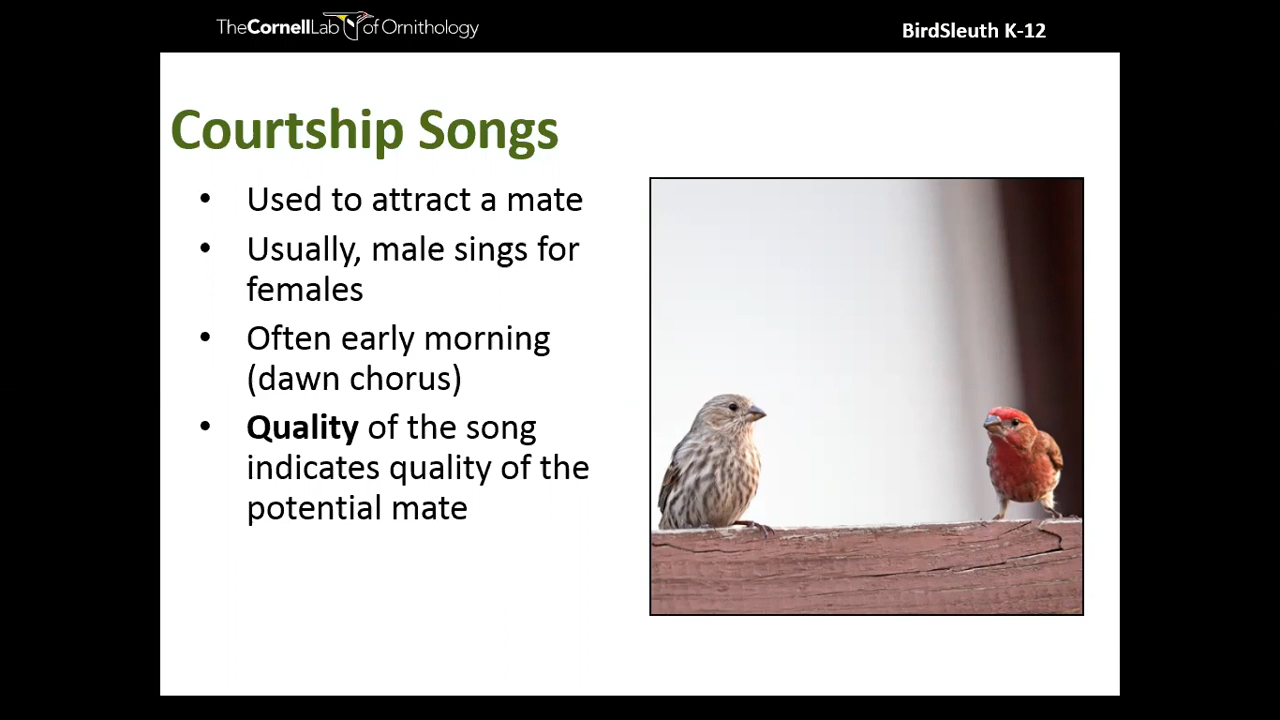 TheCornellLab of Ornithology
BirdSleuth K-12
Courtship Songs
• Used to attract a mate
• Usually, male sings for
females
• Often early morning
(dawn chorus)
• Quality of the song
indicates quality of the
potential mate